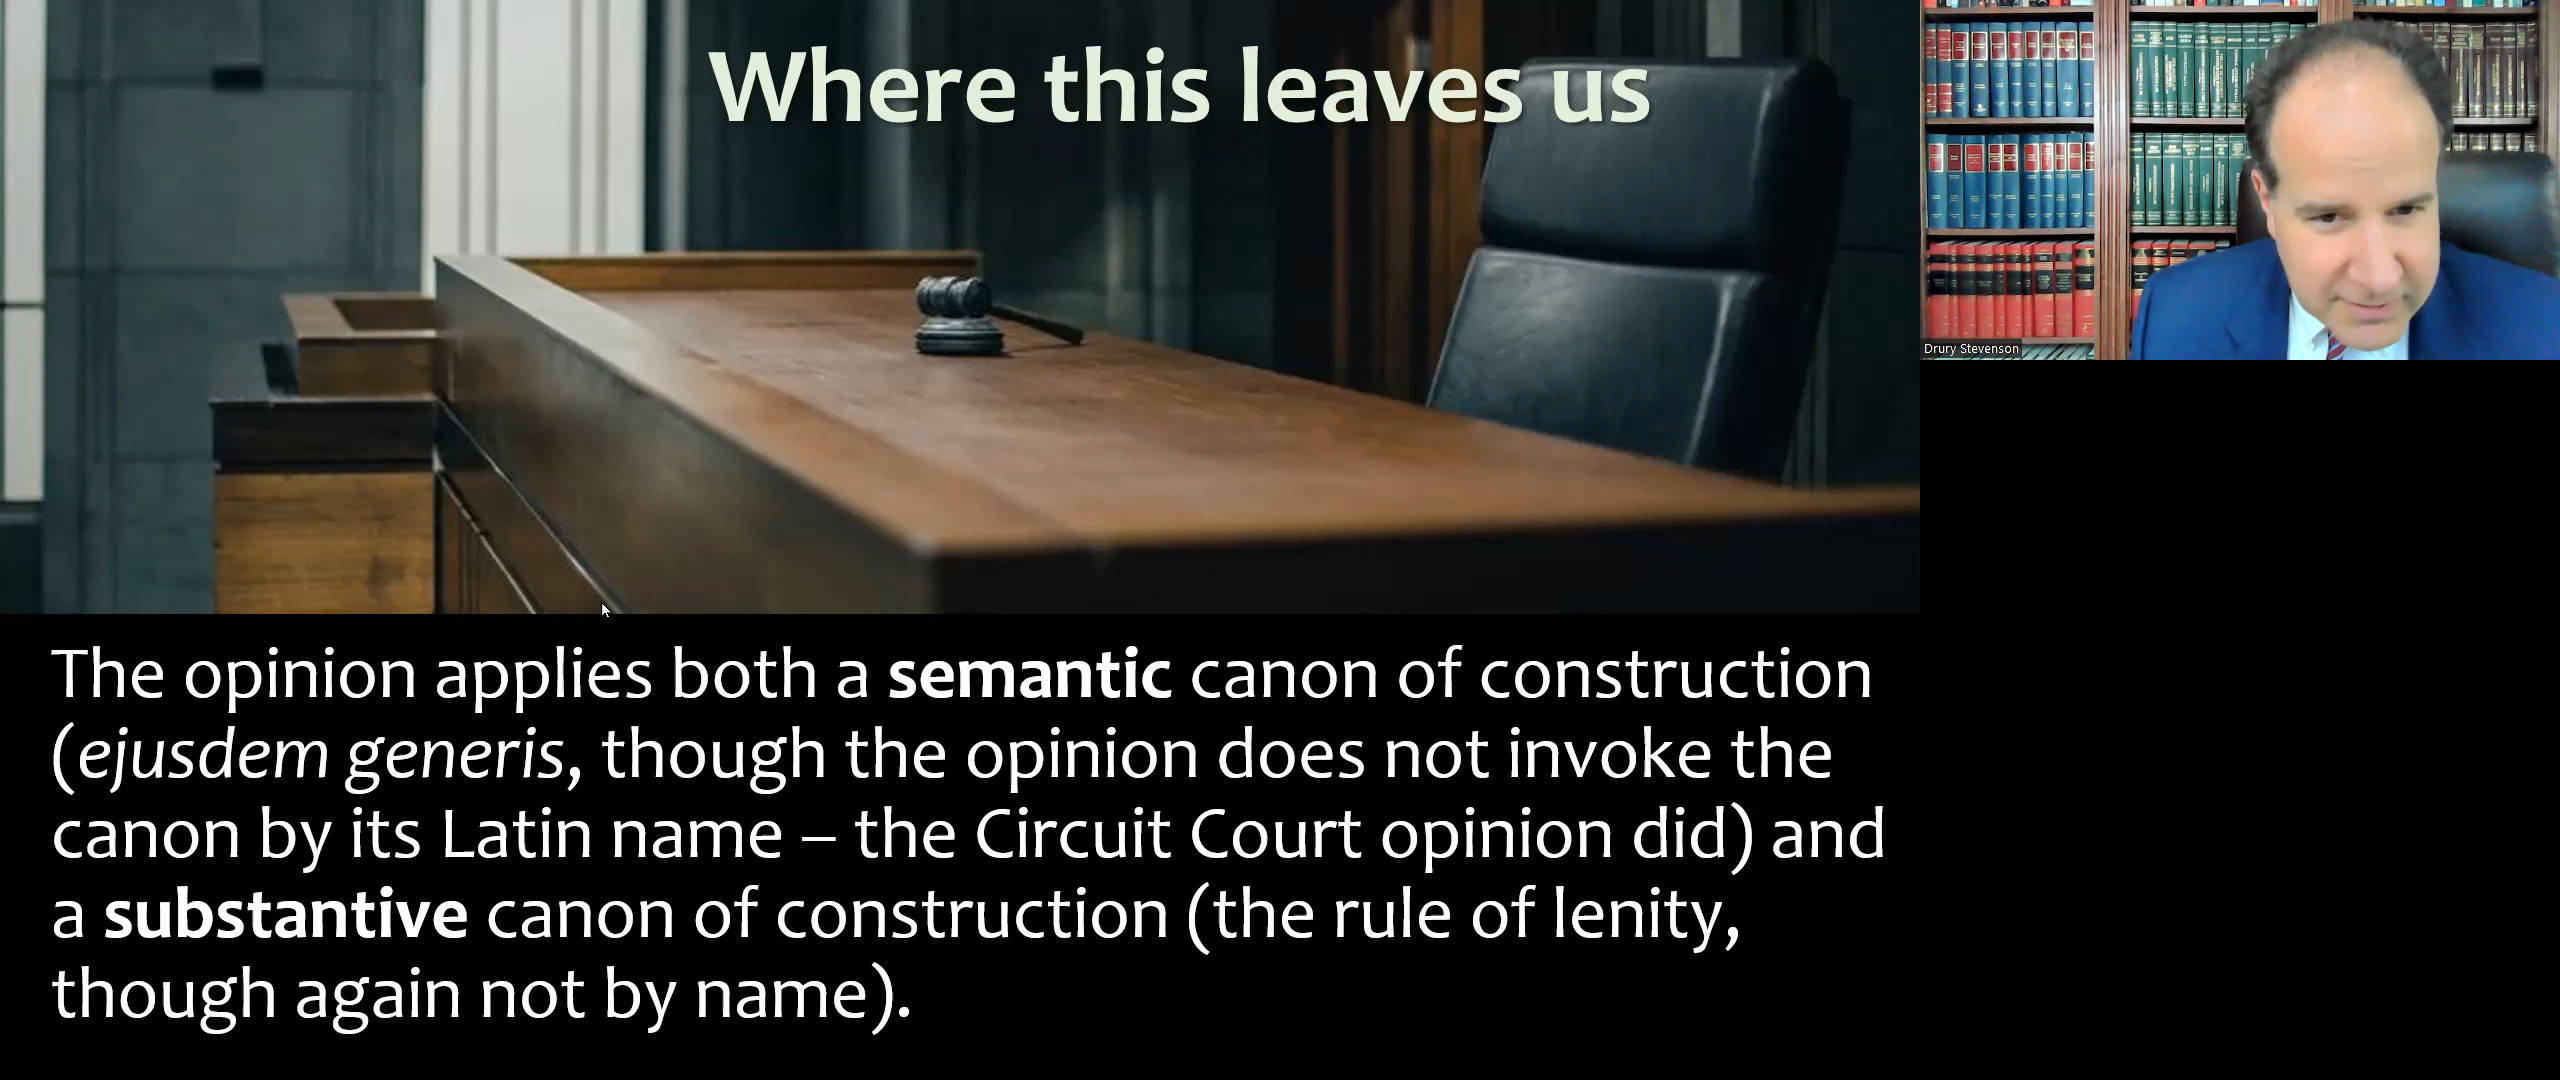 Where this leaves us
Drury Stevenson
The opinion applies both a semantic canon of construction
(ejusdem generis, though the opinion does not invoke the
canon by its Latin name – the Circuit Court opinion did) and
a substantive canon of construction (the rule of lenity,
though again not by name).